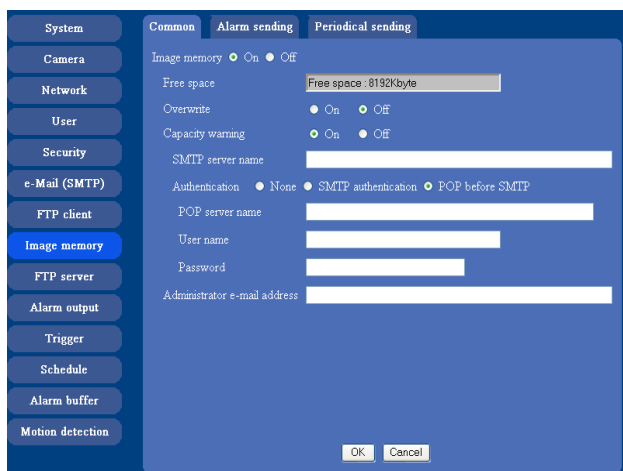 System
Camera
Network
User
Security
e-Mail (SMTP)
FTP client
Image memory
FTP server
Alarm output
Trigger
Schedule
Alarm buffer
Motion detection
Common Alarm sending Periodical sending
Image memory On Off
Free space Free space : 8192Kbyte
Overwrite On Off
Capacity warning On Off
SMTP server name
Authentication None SMTP authentication POP before SMTP
POP server name
User name
Password
Administrator e-mail address
OK Cancel